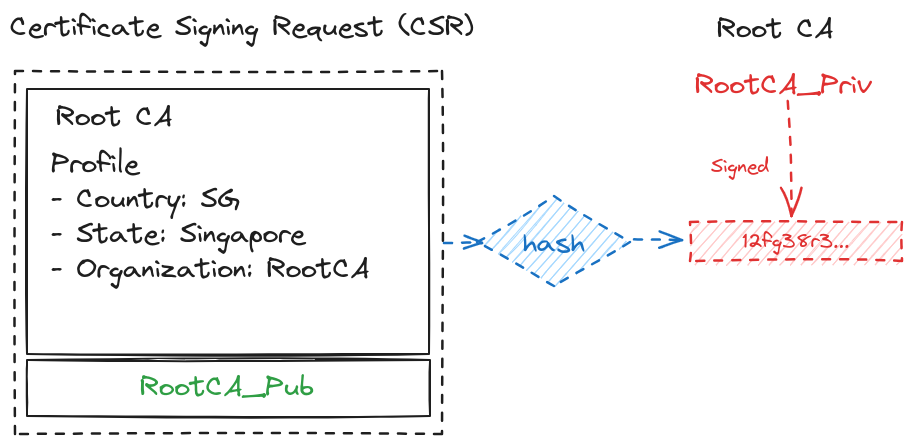 Certificate Signing Request (CSR)
Root CA
Root CA
Profile
- Country: SG
- State: Singapore
- Organization: RootCA
RootCA_Pub
hash
RootCA_Priv
Signed
12fg38r3...